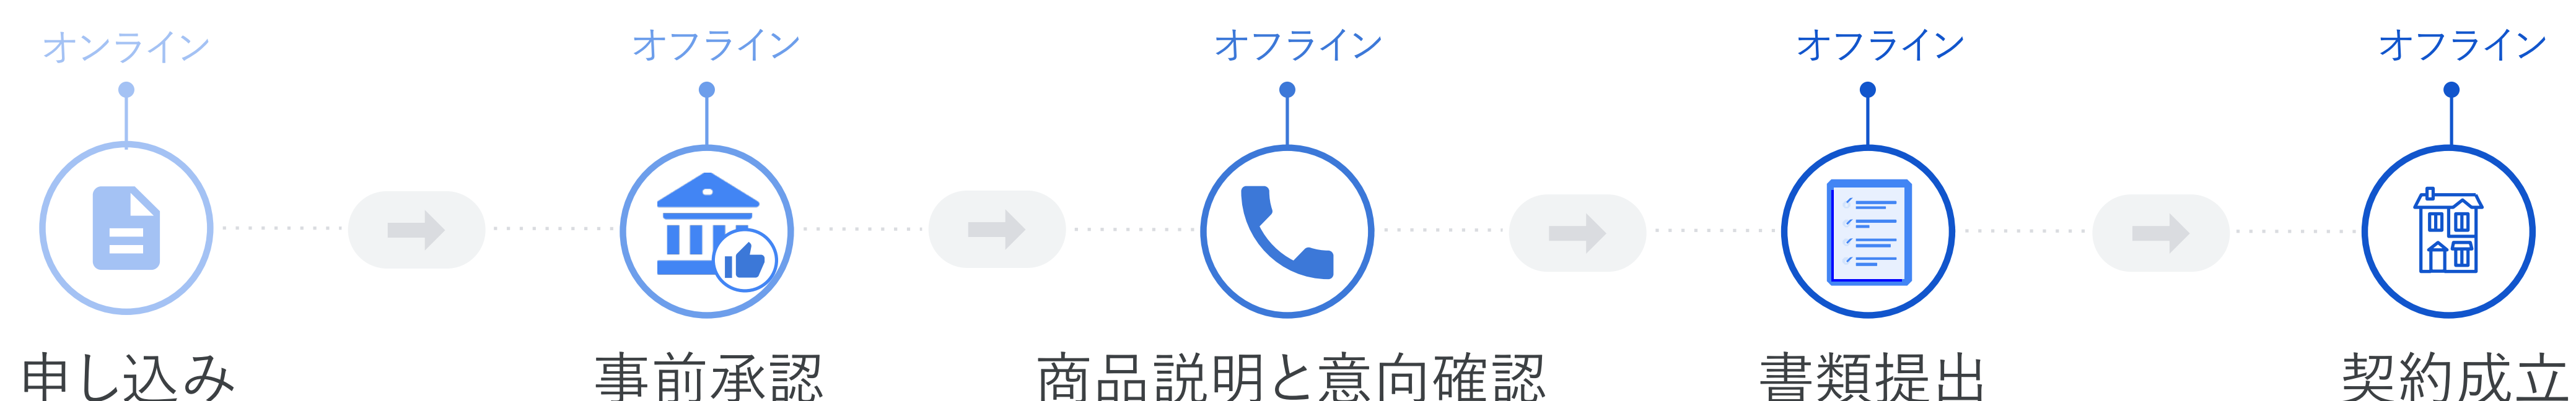 オンライン
オフライン
オフライン
オフライン
オフライン
申し込み
事前承認
商品説明と意向確認
書類提出
契約成立